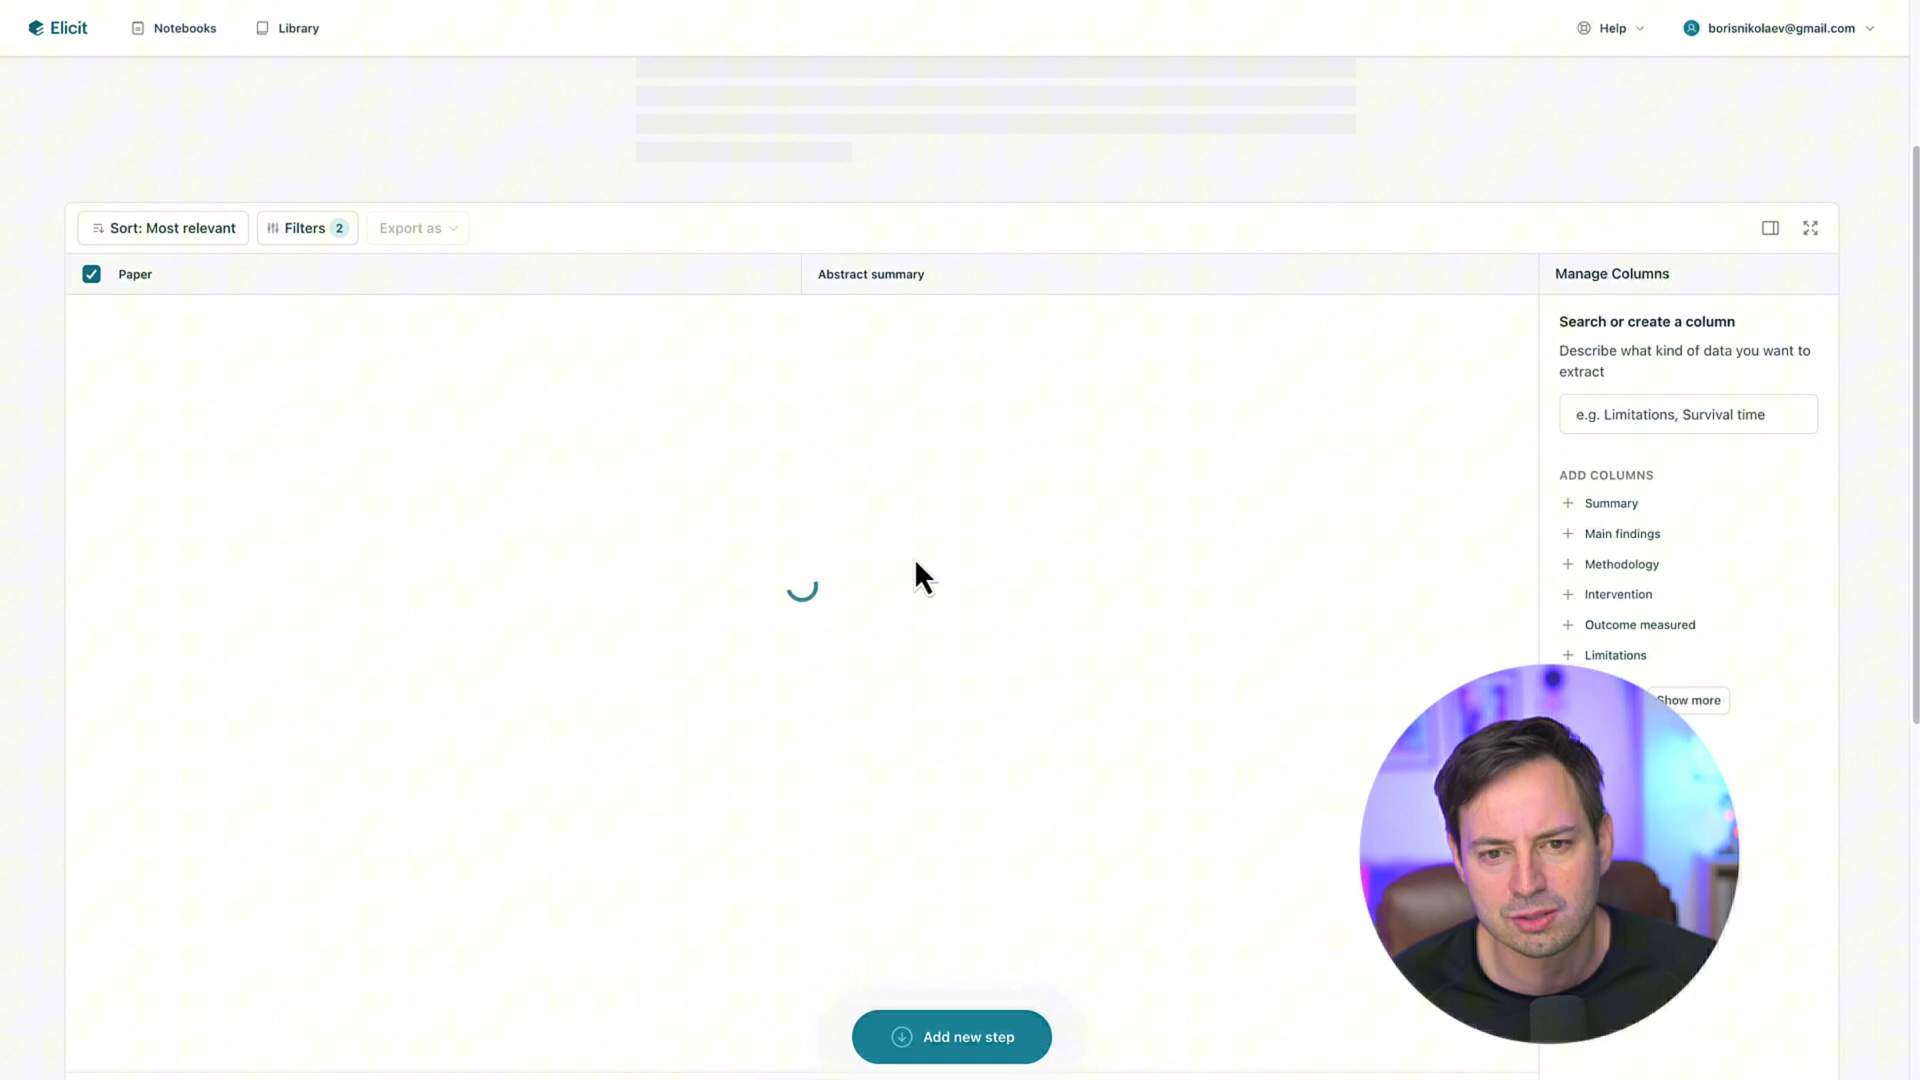 Elicit
Notebooks
Library
Help
borisnikolaev@gmail.com
Sort: Most relevant
Filters 2
Export as
Paper
Abstract summary
Manage Columns
Search or create a column
Describe what kind of data you want to
extract
e.g. Limitations, Survival time
ADD COLUMNS
Summary
Main findings
Methodology
Intervention
Outcome measured
Limitations
Show more
Add new step